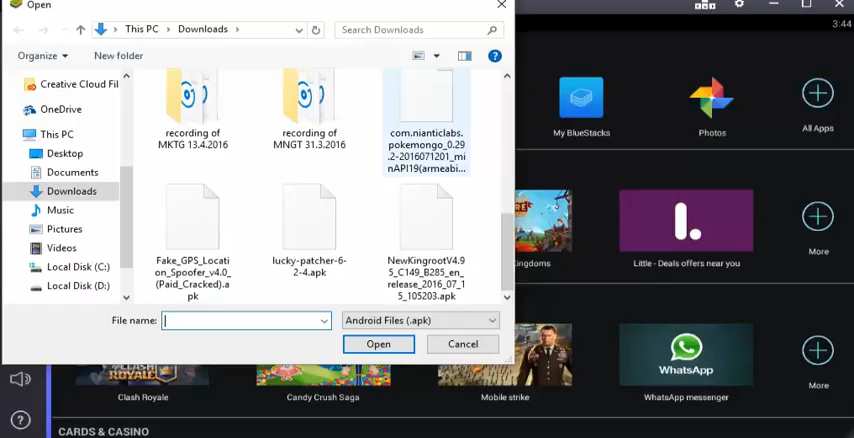 Open
This PC > Downloads
Search Downloads
Organize
New folder
Creative Cloud Fil
OneDrive
This PC
Desktop
Documents
Downloads
Music
Pictures
Videos
Local Disk (C:)
Local Disk (D:)
recording of
MKTG 13.4.2016
recording of
MNGT 31.3.2016
com.nianticlabs.
pokemongo_0.29
.2-2016071201_mi
nAPI19(armeabi...
Fake_GPS_Locati
on_Spoofer_v4.0_
(Paid_Cracked).a
pk
lucky-patcher-6-
2-4.apk
NewKingrootV4.9
5_C149_B285_en_
release_2016_07_1
5_105203.apk
File name:
Android Files (.apk)
Open
Cancel
3:44
My BlueStacks
Photos
All Apps
ingdoms
l.
Little - Deals offers near you
More
CLASH
ROYALE
Clash Royale
Candy Crush Saga
Mobile strike
WhatsApp
WhatsApp messenger
More
CARDS & CASINO